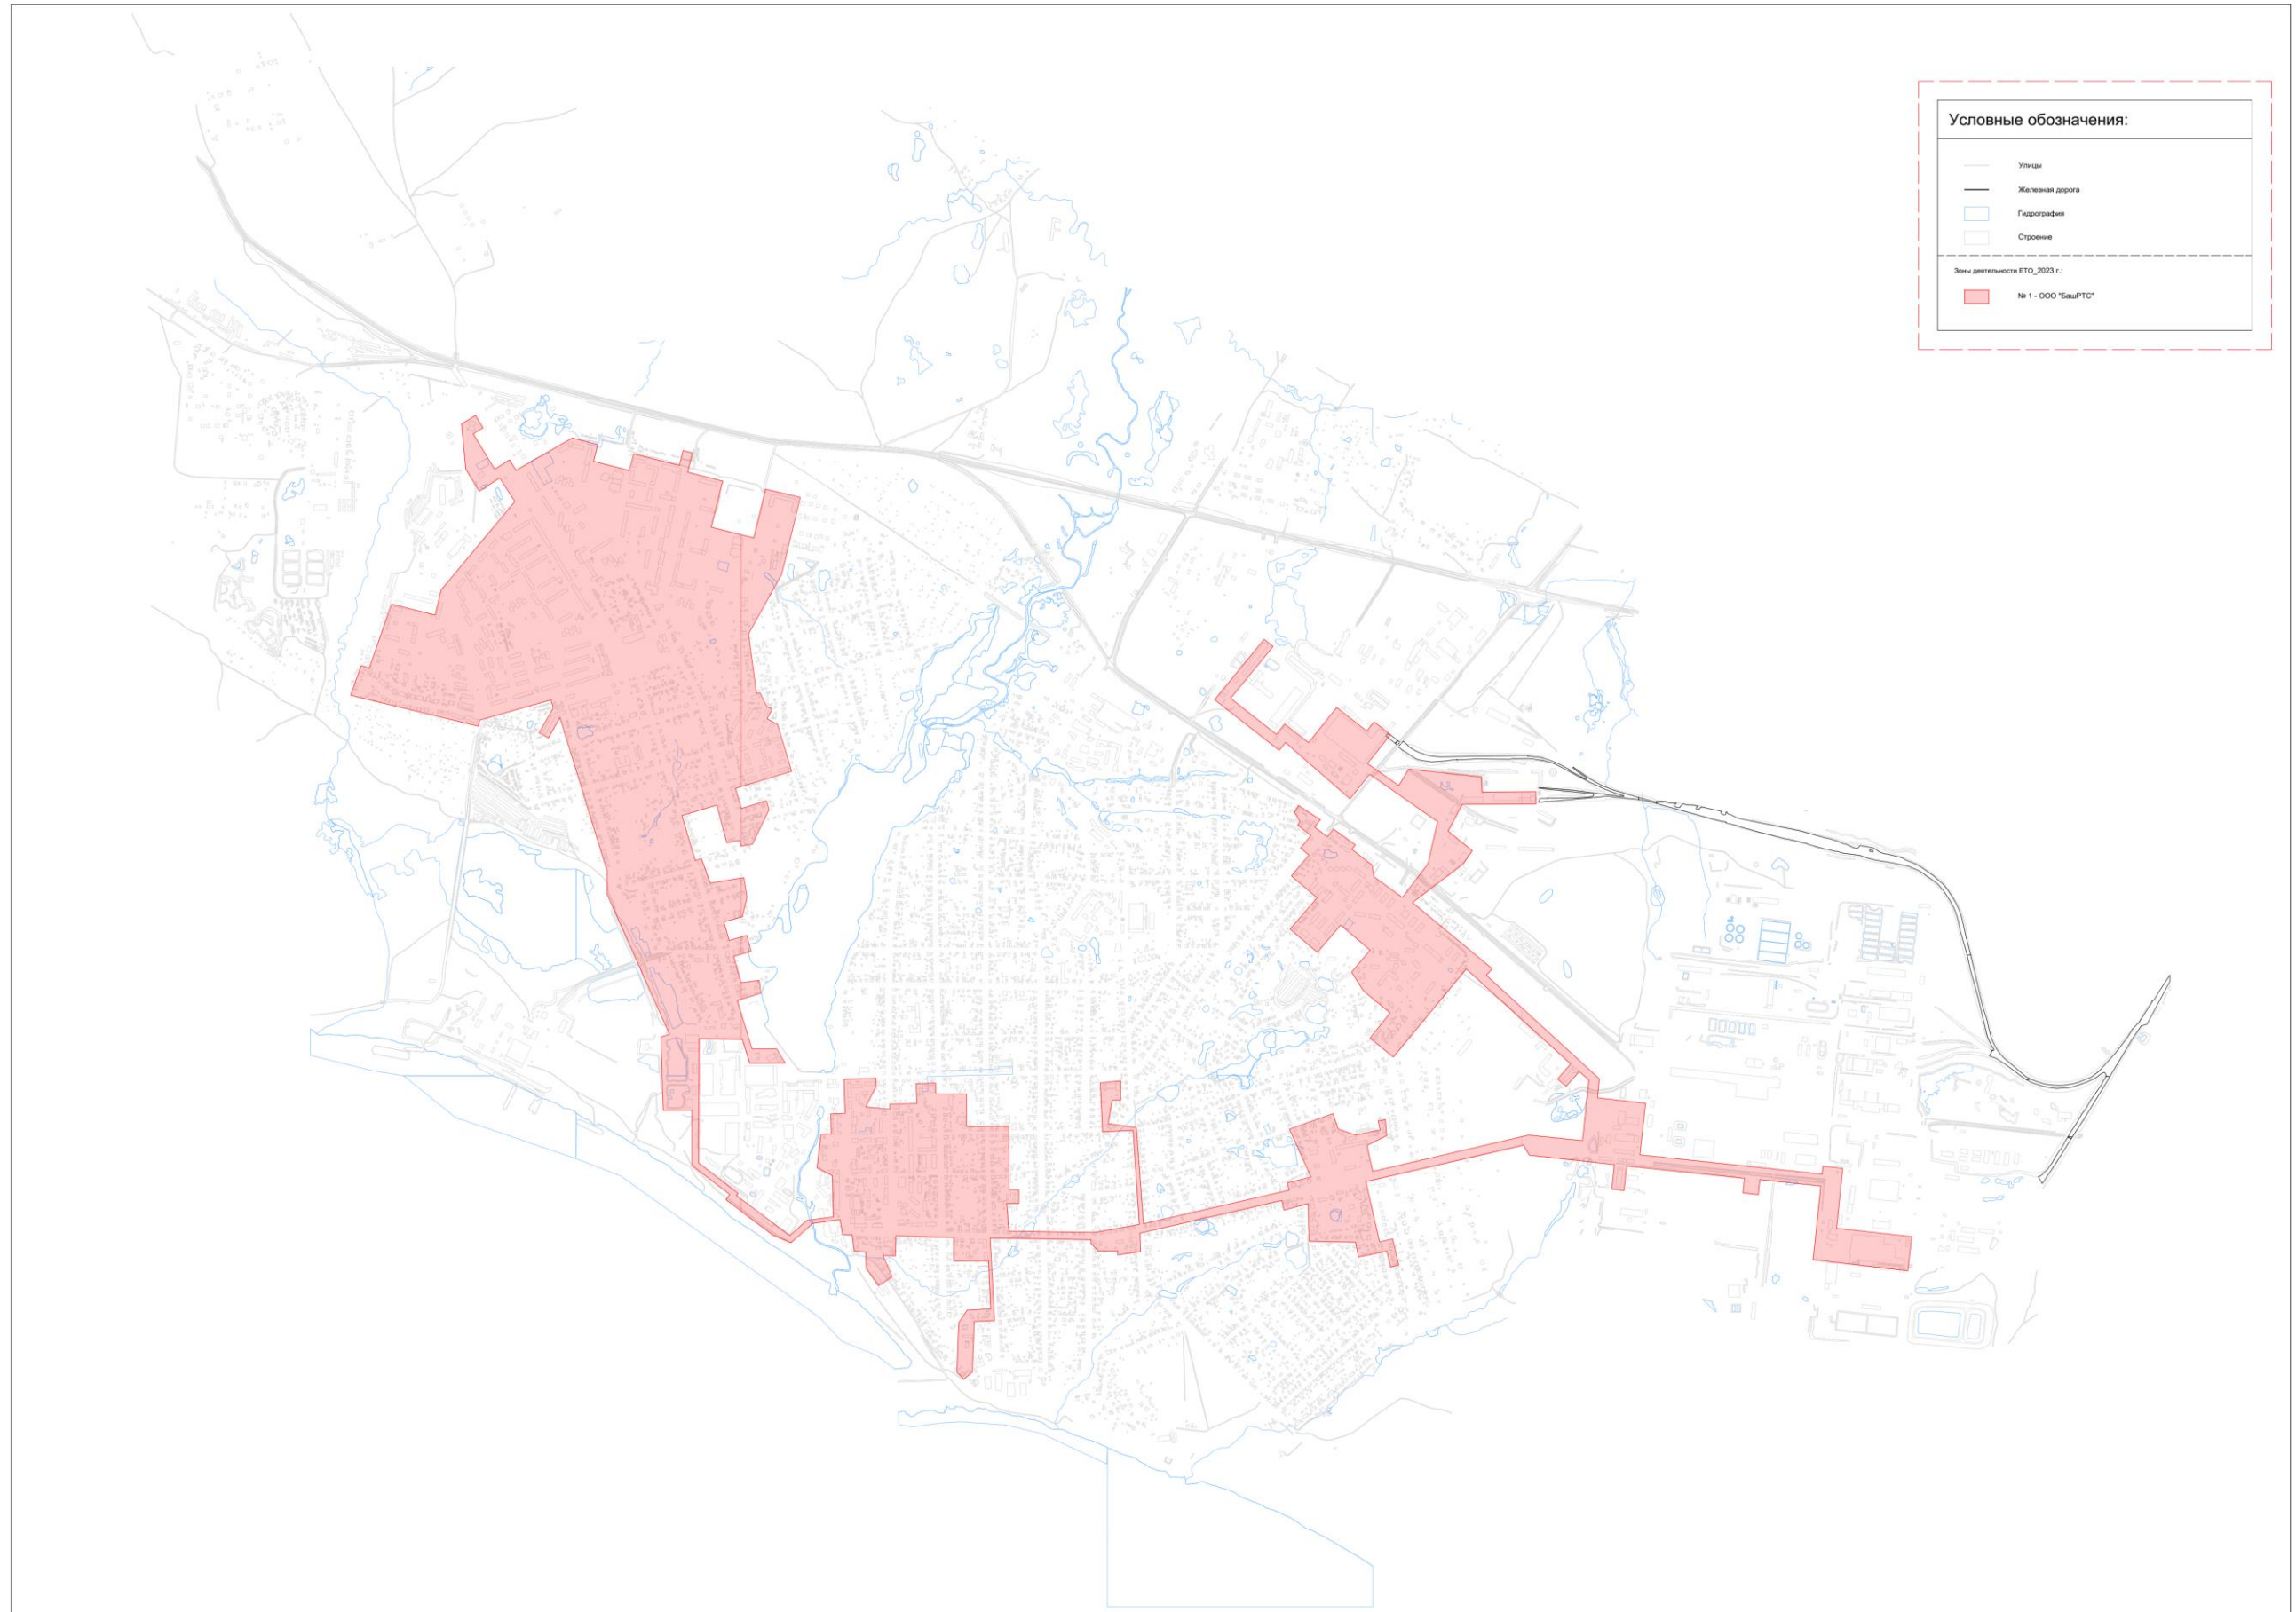 Условные обозначения:
Улицы
Железная дорога
Гидрография
Строение
Зоны деятельности ЕТО_2023 г.:
№ 1 - ООО "БашРТС"